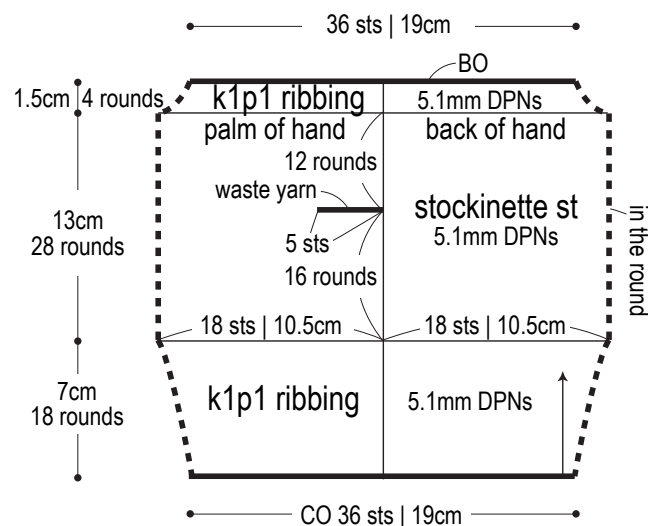 36 sts | 19cm
BO
1.5cm
4 rounds
k1p1 ribbing
5.1mm DPNs
palm of hand
back of hand
12 rounds
waste yarn
stockinette st
5.1mm DPNs
in the round
13cm
28 rounds
5 sts
16 rounds
18 sts | 10.5cm
18 sts | 10.5cm
7cm
18 rounds
k1p1 ribbing
5.1mm DPNs
CO 36 sts | 19cm